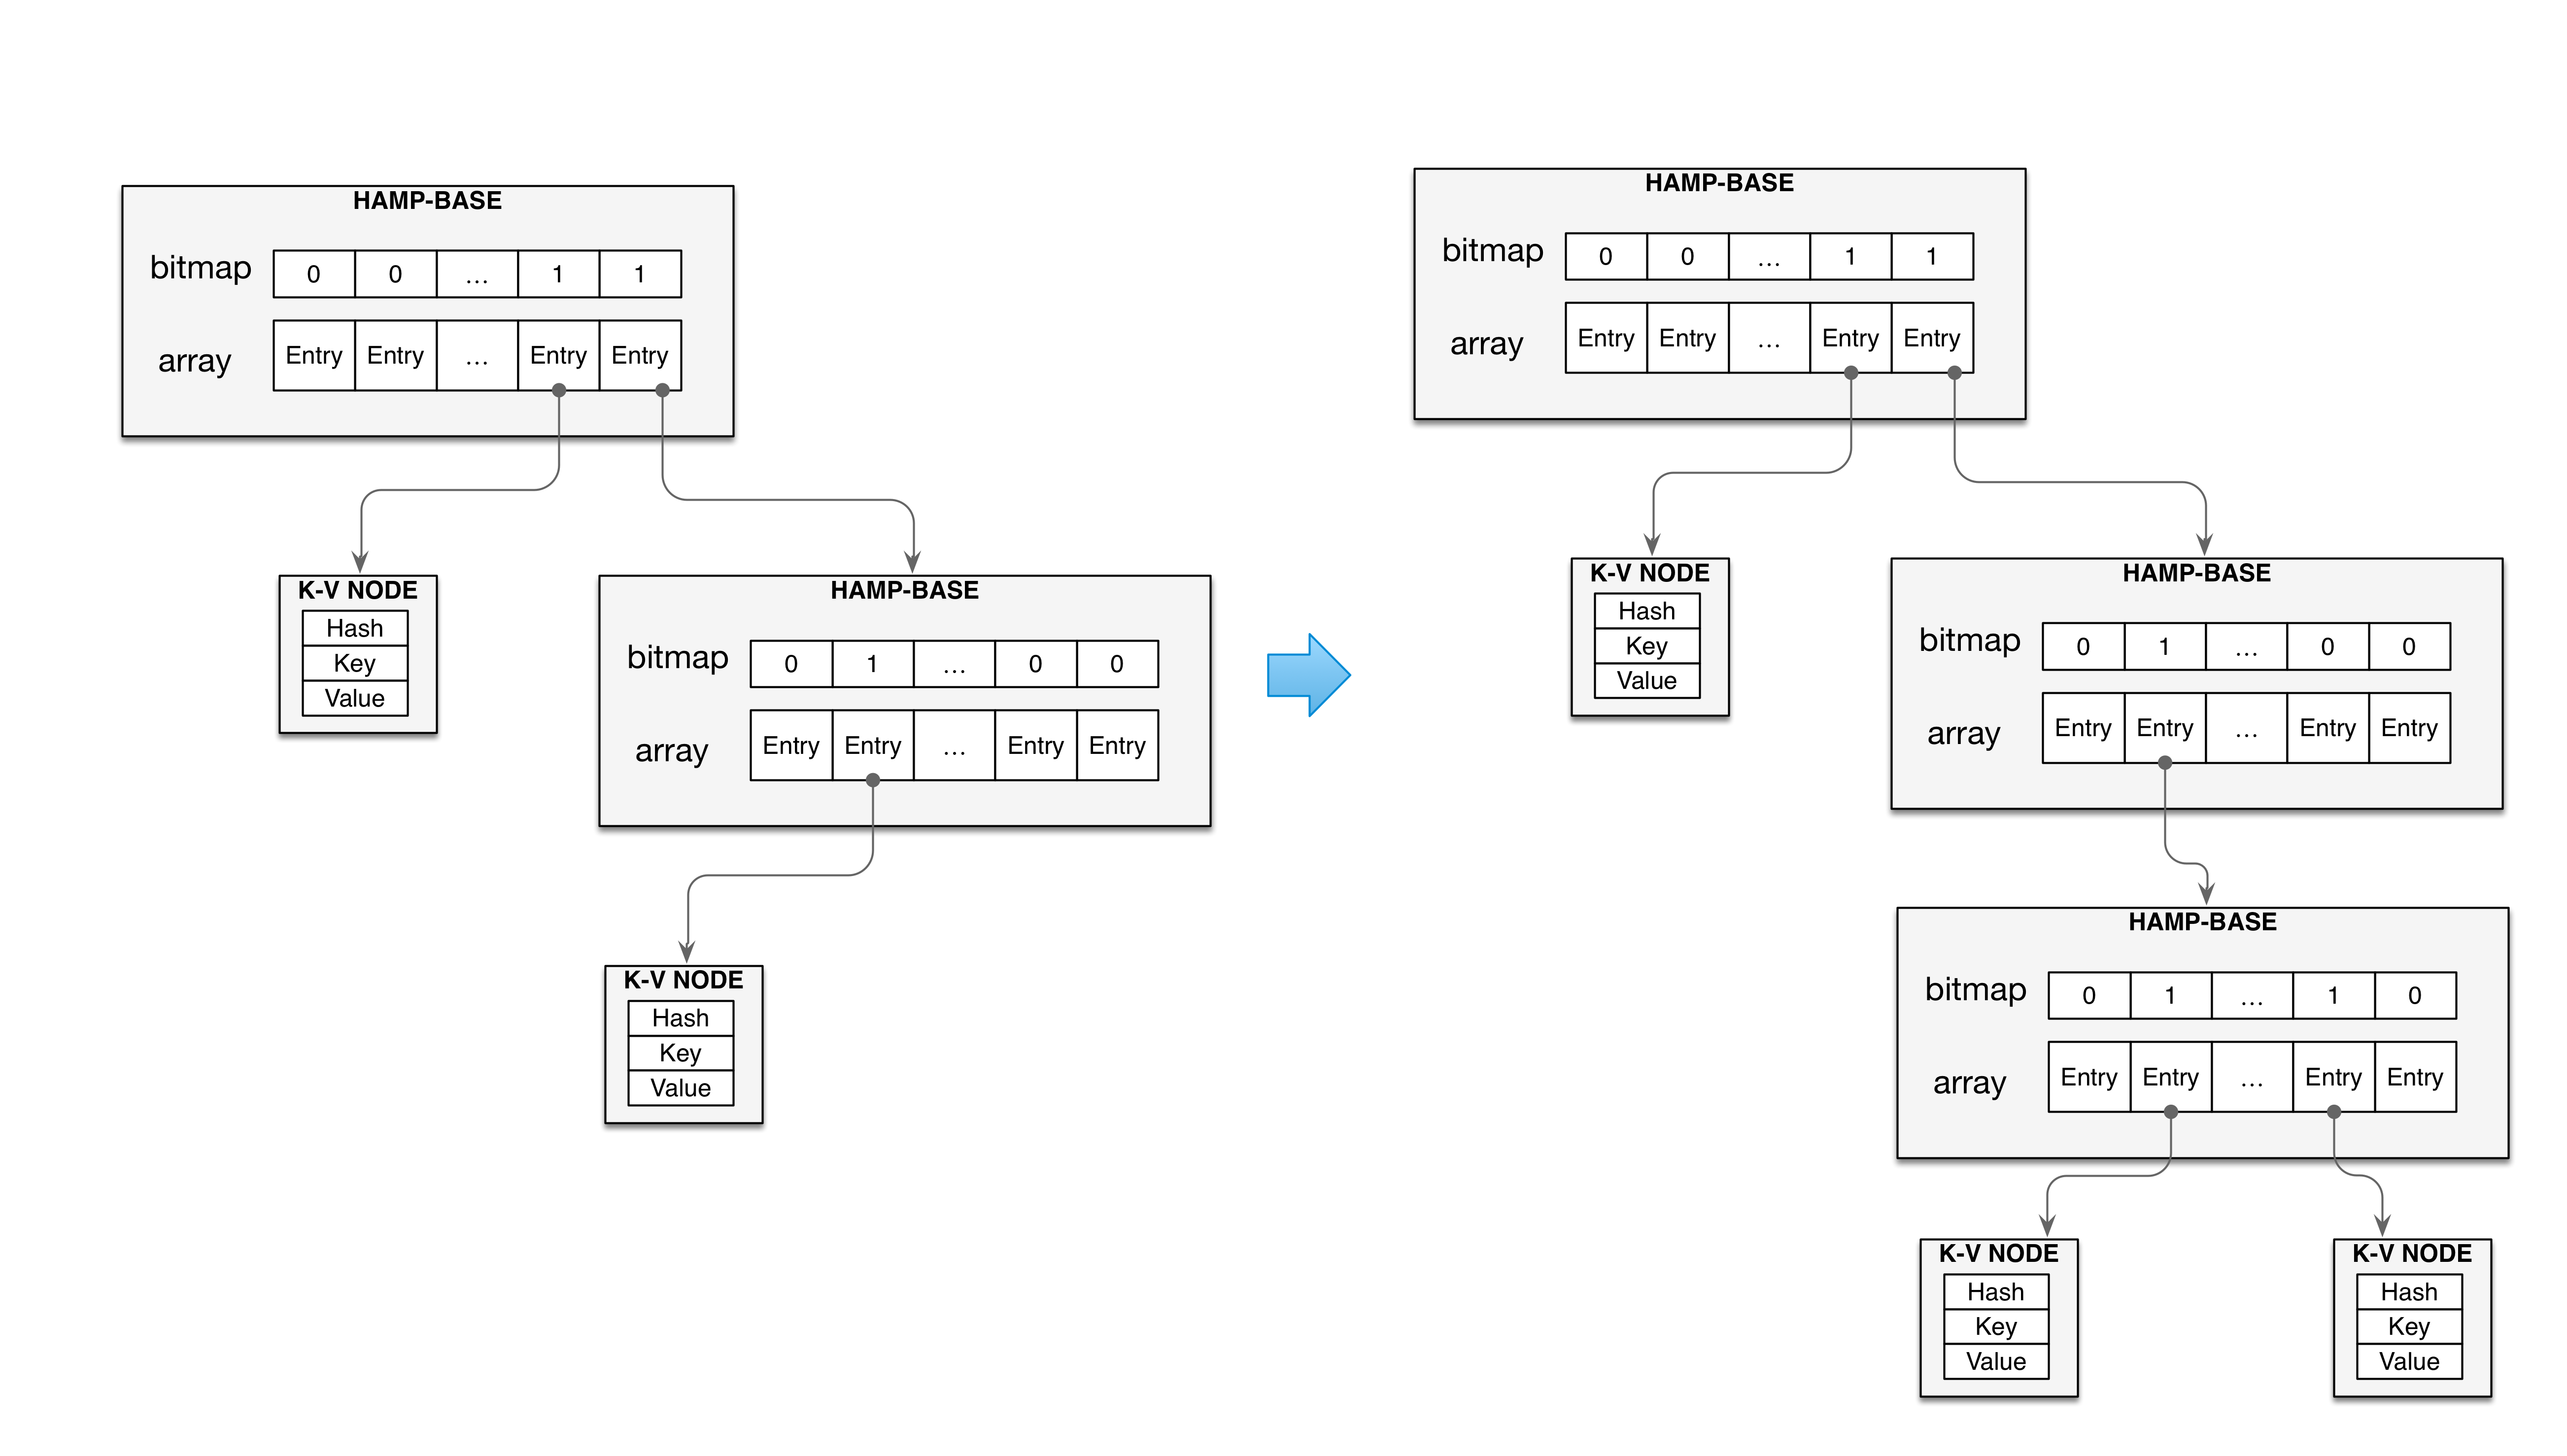 HAMP-BASE
bitmap 0 0 ... 1 1
array Entry Entry ... Entry Entry
K-V NODE
Hash
Key
Value
HAMP-BASE
bitmap 0 1 ... 0 0
array Entry Entry ... Entry Entry
K-V NODE
Hash
Key
Value
HAMP-BASE
bitmap 0 0 ... 1 1
array Entry Entry ... Entry Entry
K-V NODE
Hash
Key
Value
HAMP-BASE
bitmap 0 1 ... 0 0
array Entry Entry ... Entry Entry
HAMP-BASE
bitmap 0 1 ... 1 0
array Entry Entry ... Entry Entry
K-V NODE
Hash
Key
Value
K-V NODE
Hash
Key
Value